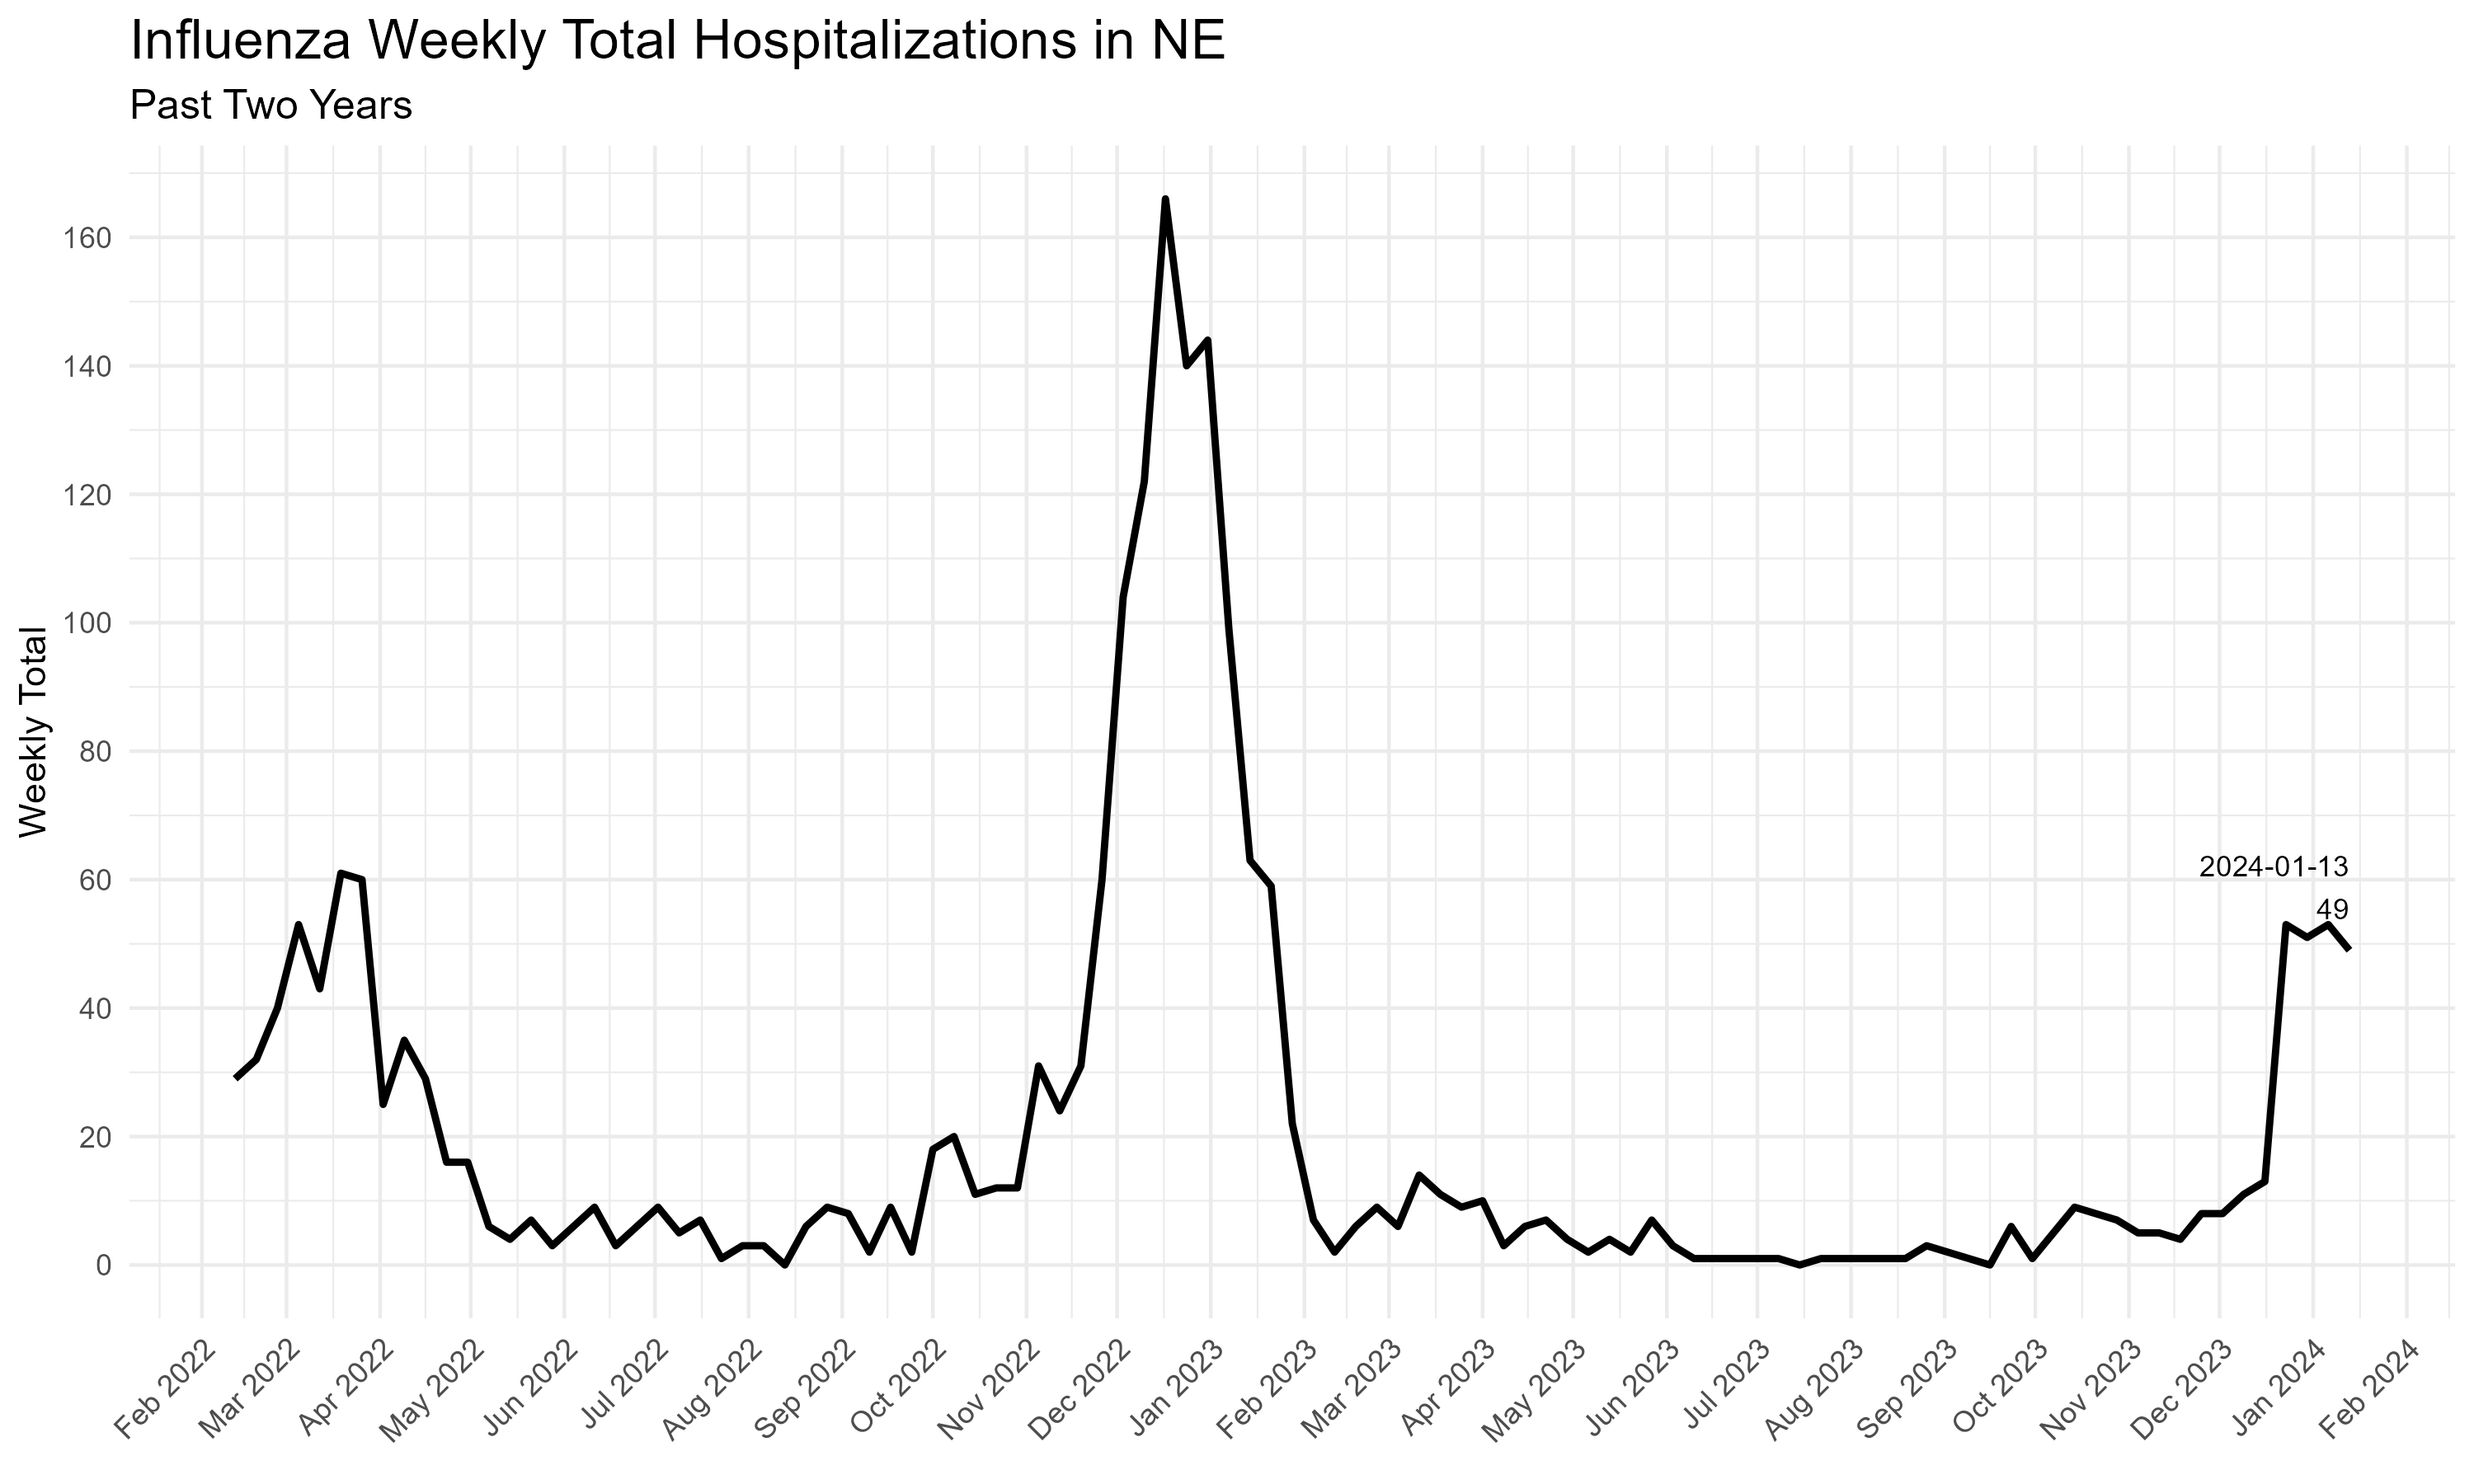 Influenza Weekly Total Hospitalizations in NE
Past Two Years
Weekly Total
160
140
120
100
80
60
40
20
0
2024-01-13
49
Feb 2022
Mar 2022
Apr 2022
May 2022
Jun 2022
Jul 2022
Aug 2022
Sep 2022
Oct 2022
Nov 2022
Dec 2022
Jan 2023
Feb 2023
Mar 2023
Apr 2023
May 2023
Jun 2023
Jul 2023
Aug 2023
Sep 2023
Oct 2023
Nov 2023
Dec 2023
Jan 2024
Feb 2024